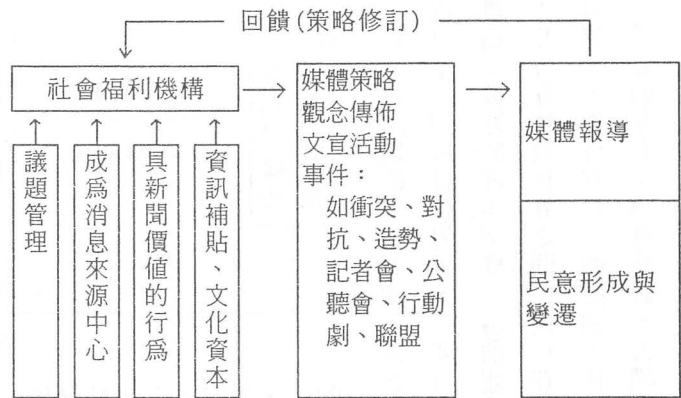 回饋(策略修訂)
社會福利機構
議題管理
成爲消息來源中心
具新聞價値的行爲
資訊補貼、文化資本
媒體策略
觀念傳佈
文宣活動
事件：
如衝突、對
抗、造勢、
記者會、公
聽會、行動
劇、聯盟
媒體報導
民意形成與
變遷